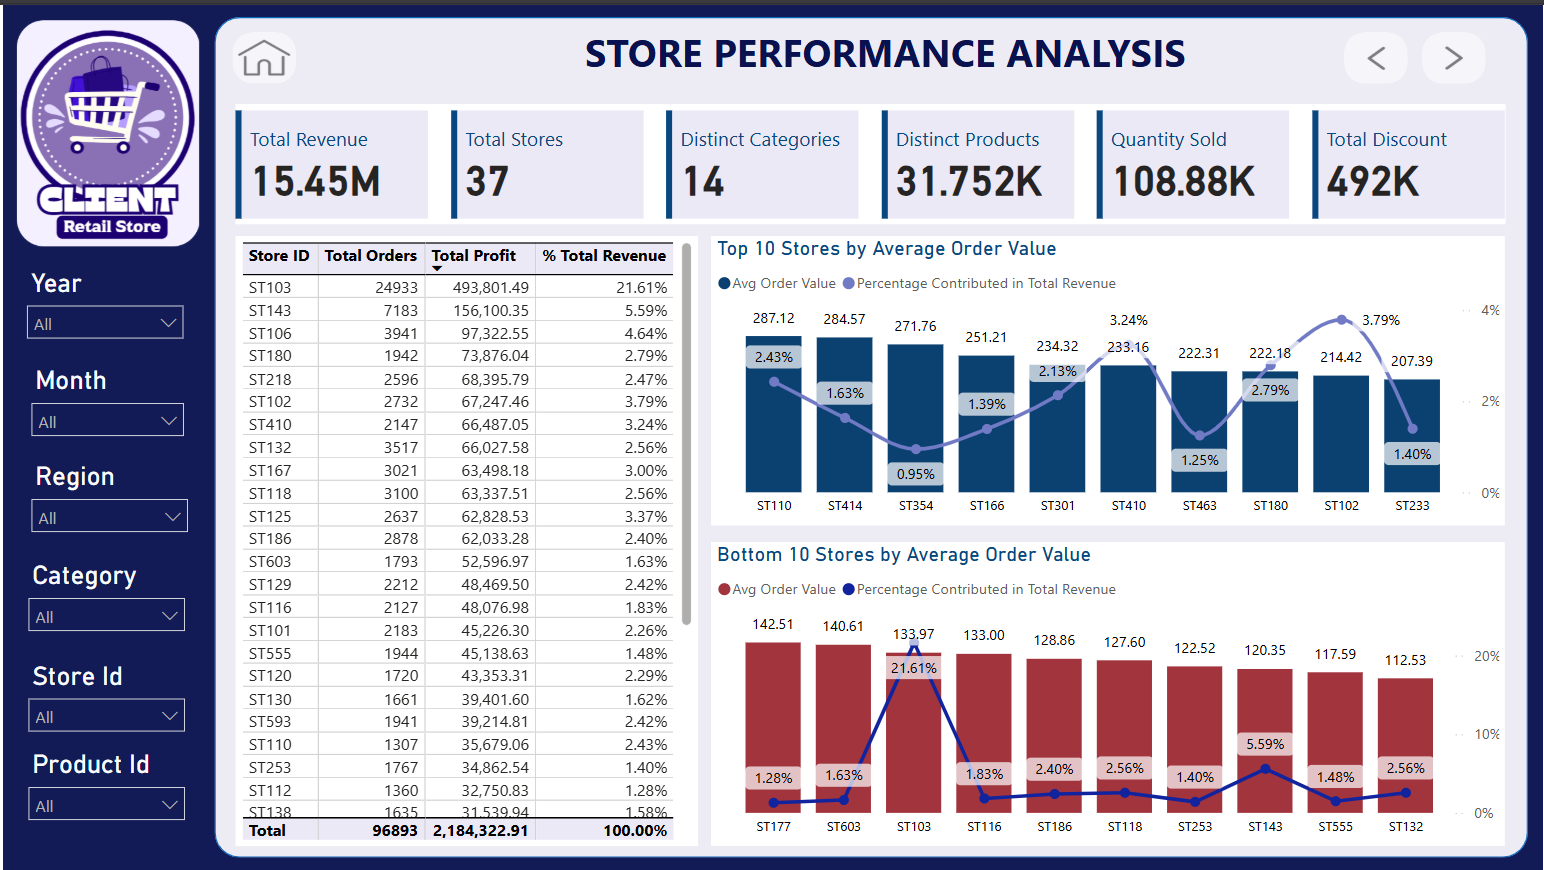 STORE PERFORMANCE ANALYSIS
CLIENT
Retail Store
Year
All
Month
All
Region
All
Category
All
Store Id
All
Product Id
All
Total Revenue
15.45M
Total Stores
37
Distinct Categories
14
Distinct Products
31.752K
Quantity Sold
108.88K
Total Discount
492K
Store ID Total Orders Total Profit % Total Revenue
ST103 24933 493,801.49 21.61%
ST143 7183 156,100.35 5.59%
ST106 3941 97,322.55 4.64%
ST180 1942 73,876.04 2.79%
ST218 2596 68,395.79 2.47%
ST102 2732 67,247.46 3.79%
ST410 2147 66,487.05 3.24%
ST132 3517 66,027.58 2.56%
ST167 3021 63,498.18 3.00%
ST118 3100 63,337.51 2.56%
ST125 2637 62,828.53 3.37%
ST186 2878 62,033.28 2.40%
ST603 1793 52,596.97 1.63%
ST129 2212 48,469.50 2.42%
ST116 2127 48,076.98 1.83%
ST101 2183 45,226.30 2.26%
ST555 1944 45,138.63 1.48%
ST120 1720 43,353.31 2.29%
ST130 1661 39,401.60 1.62%
ST593 1941 39,214.81 2.42%
ST110 1307 35,679.06 2.43%
ST253 1767 34,862.54 1.40%
ST112 1360 32,750.83 1.28%
ST138 1635 31,539.94 1.58%
Total 96893 2,184,322.91 100.00%
Top 10 Stores by Average Order Value
Avg Order Value Percentage Contributed in Total Revenue
287.12 284.57 271.76 251.21 234.32 233.16 222.31 222.18 214.42 207.39
2.43% 1.63% 0.95% 1.39% 2.13% 3.24% 1.25% 2.79% 3.79% 1.40%
4%
2%
0%
ST110 ST414 ST354 ST166 ST301 ST410 ST463 ST180 ST102 ST233
Bottom 10 Stores by Average Order Value
Avg Order Value Percentage Contributed in Total Revenue
142.51 140.61 133.97 133.00 128.86 127.60 122.52 120.35 117.59 112.53
1.28% 1.63% 21.61% 1.83% 2.40% 2.56% 1.40% 5.59% 1.48% 2.56%
20%
10%
0%
ST177 ST603 ST103 ST116 ST186 ST118 ST253 ST143 ST555 ST132